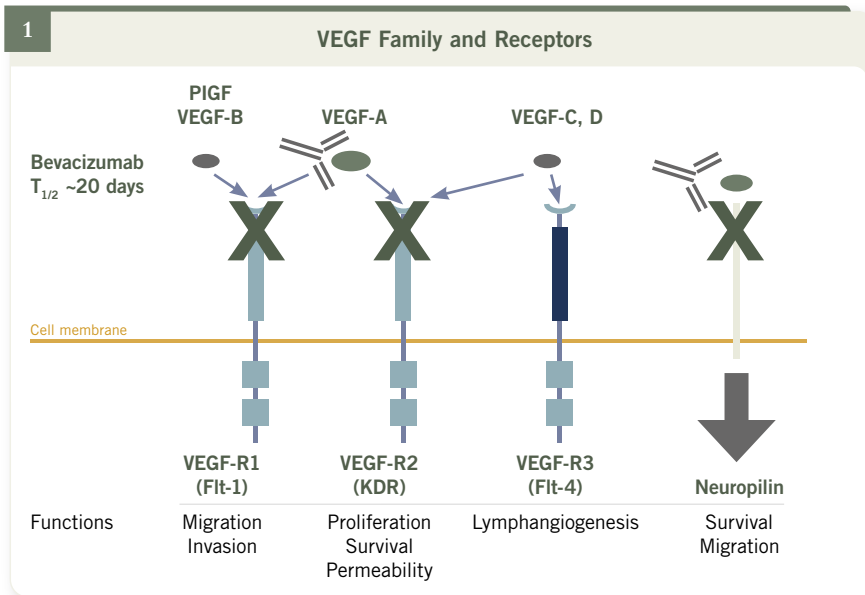 1
VEGF Family and Receptors
PIGF
VEGF-B
VEGF-A
VEGF-C, D
Bevacizumab
T1/2 ~20 days
X
X
X
Cell membrane
VEGF-R1
(Flt-1)
VEGF-R2
(KDR)
VEGF-R3
(Flt-4)
Neuropilin
Functions
Migration
Invasion
Proliferation
Survival
Permeability
Lymphangiogenesis
Survival
Migration